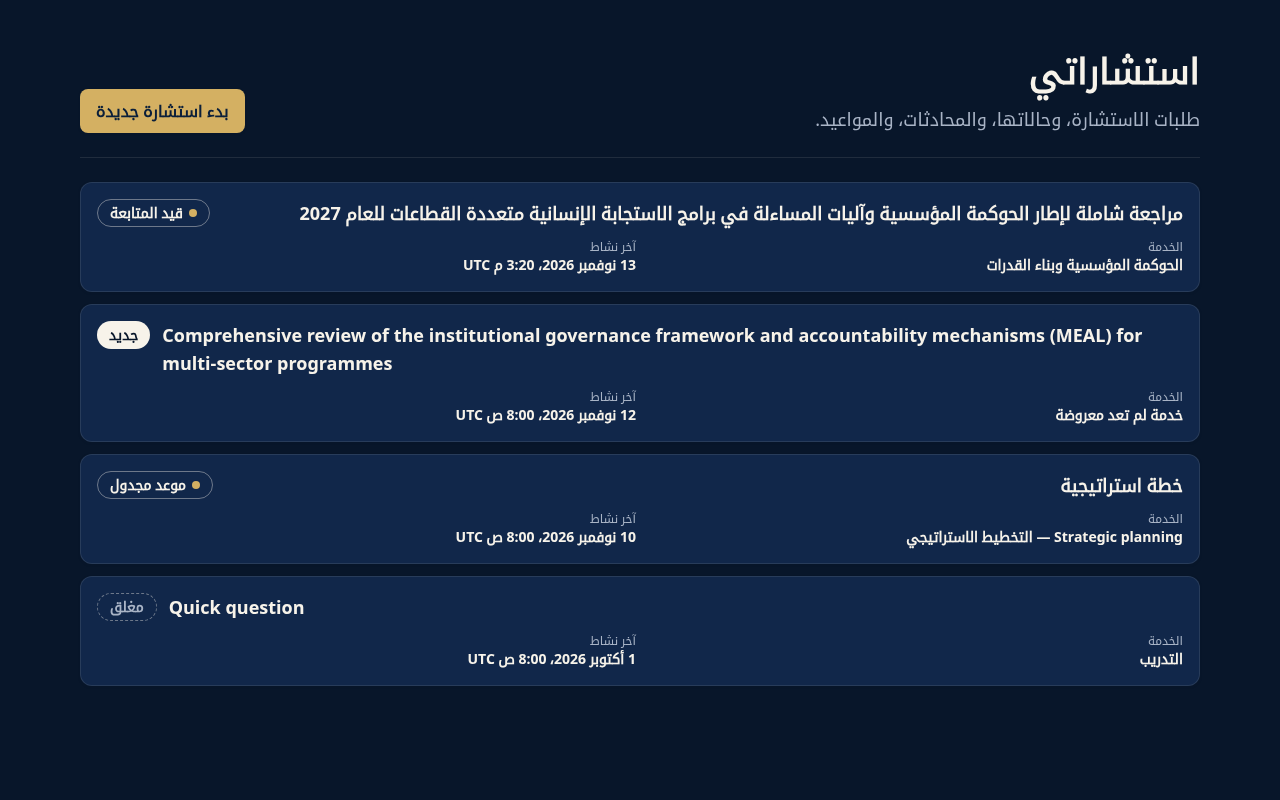 استشاراتي
طلبات الاستشارة، وحالاتها، والمحادثات، والمواعيد.
بدء استشارة جديدة
مراجعة شاملة لإطار الحوكمة المؤسسية وآليات المساءلة في برامج الاستجابة الإنسانية متعددة القطاعات للعام 2027
قيد المتابعة
الخدمة
الحوكمة المؤسسية وبناء القدرات
آخر نشاط
13 نوفمبر 2026، 3:20 م UTC
Comprehensive review of the institutional governance framework and accountability mechanisms (MEAL) for
multi-sector programmes
جديد
الخدمة
خدمة لم تعد معروضة
آخر نشاط
12 نوفمبر 2026، 8:00 ص UTC
خطة استراتيجية
موعد مجدول
الخدمة
Strategic planning — التخطيط الاستراتيجي
آخر نشاط
10 نوفمبر 2026، 8:00 ص UTC
Quick question
مغلق
الخدمة
التدريب
آخر نشاط
1 أكتوبر 2026، 8:00 ص UTC